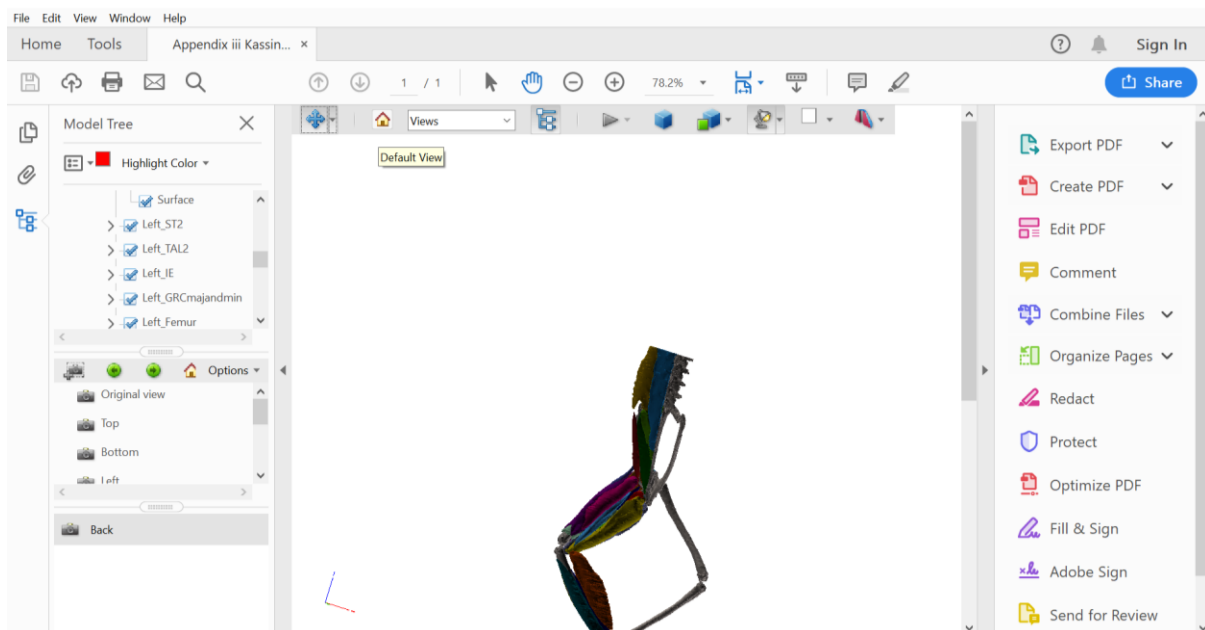 File Edit View Window Help
Home Tools Appendix iii Kassin... ×
Sign In
1 / 1
78.2%
Share
Model Tree
Highlight Color
Surface
Left_ST2
Left_TAL2
Left_IE
Left_GRCmajandmin
Left_Femur
Options
Original view
Top
Bottom
Left
Back
Views
Default View
Export PDF
Create PDF
Edit PDF
Comment
Combine Files
Organize Pages
Redact
Protect
Optimize PDF
Fill & Sign
Adobe Sign
Send for Review